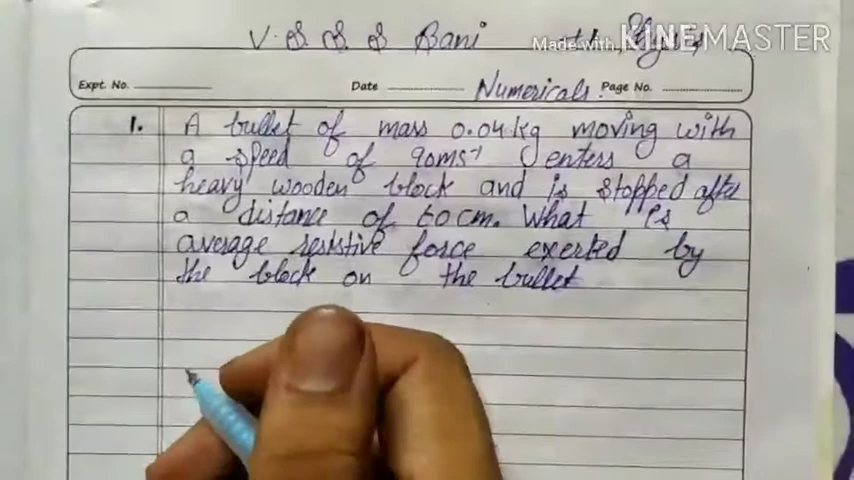 V. S. S. S Bani with
Made with KINEMASTER
Expt. No. Date Numericals. Page No.
1. A bullet of mass 0.04 kg moving with
a speed of 90ms⁻¹ enters a
heavy wooden block and is stopped after
a distance of 60 cm. What is
average resistive force exerted by
the block on the bullet